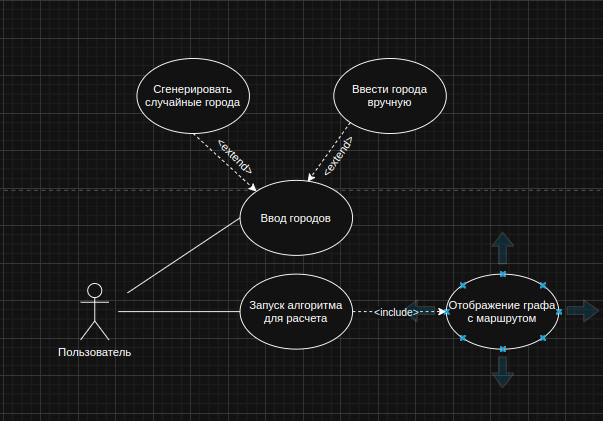 Сгенерировать
случайные города
Ввести города
вручную
<extend>
<extend>
Ввод городов
Запуск алгоритма
для расчета
<include>
Отображение графа
с маршрутом
Пользователь